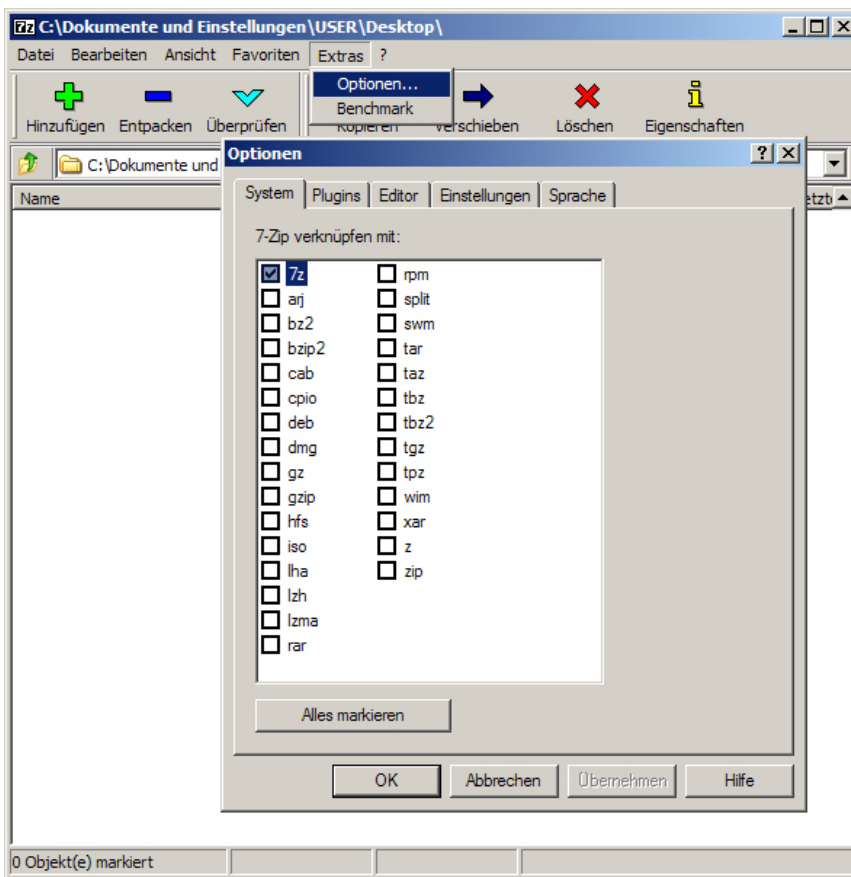 7z C:\Dokumente und Einstellungen\USER\Desktop\
Datei Bearbeiten Ansicht Favoriten Extras ?
Optionen...
Benchmark
Hinzufügen Entpacken Überprüfen Kopieren Verschieben Löschen Eigenschaften
C:\Dokumente und
Name
Optionen
System Plugins Editor Einstellungen Sprache
7-Zip verknüpfen mit:
7z rpm
arj split
bz2 swm
bzip2 tar
cab taz
cpio tbz
deb tbz2
dmg tgz
gz tpz
gzip wim
hfs xar
iso z
lha zip
lzh
lzma
rar
Alles markieren
OK Abbrechen Übernehmen Hilfe
0 Objekt(e) markiert